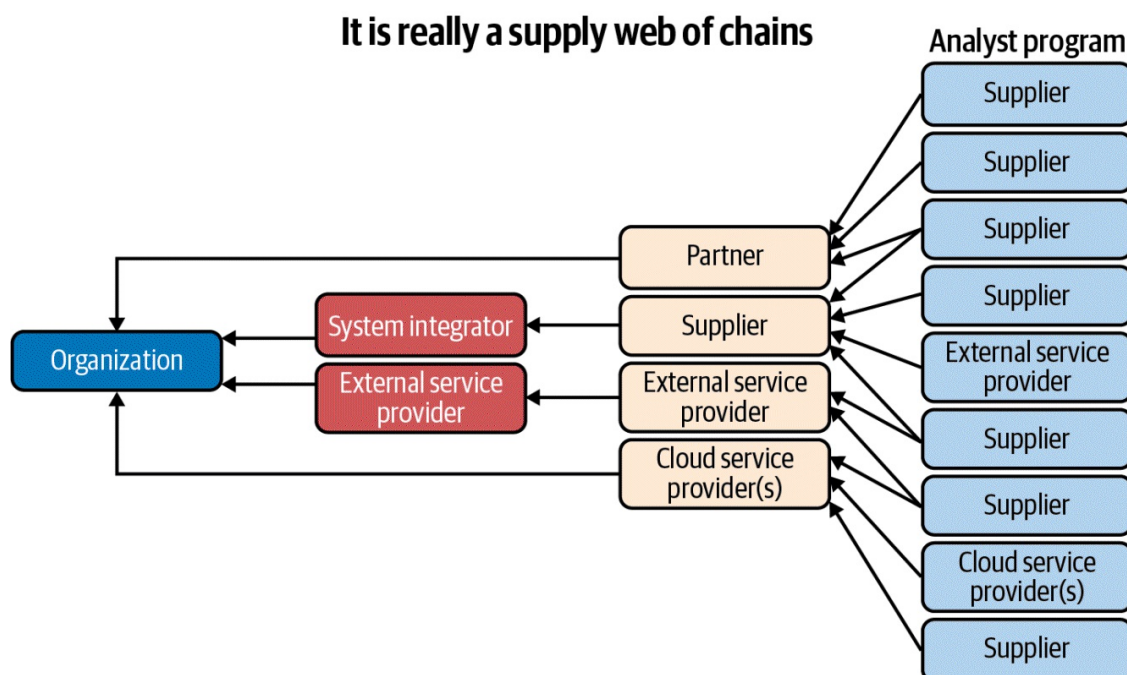 It is really a supply web of chains
Analyst program
Supplier
Supplier
Supplier
Supplier
External service
provider
Supplier
Supplier
Cloud service
provider(s)
Supplier
Partner
Supplier
External service
provider
Cloud service
provider(s)
System integrator
External service
provider
Organization